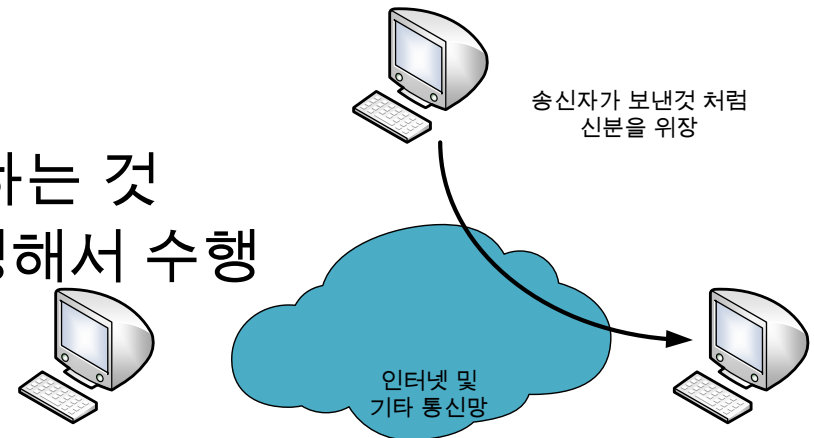 송신자가 보낸것 처럼
신분을 위장
하는 것
해서 수행
인터넷 및
기타 통신망